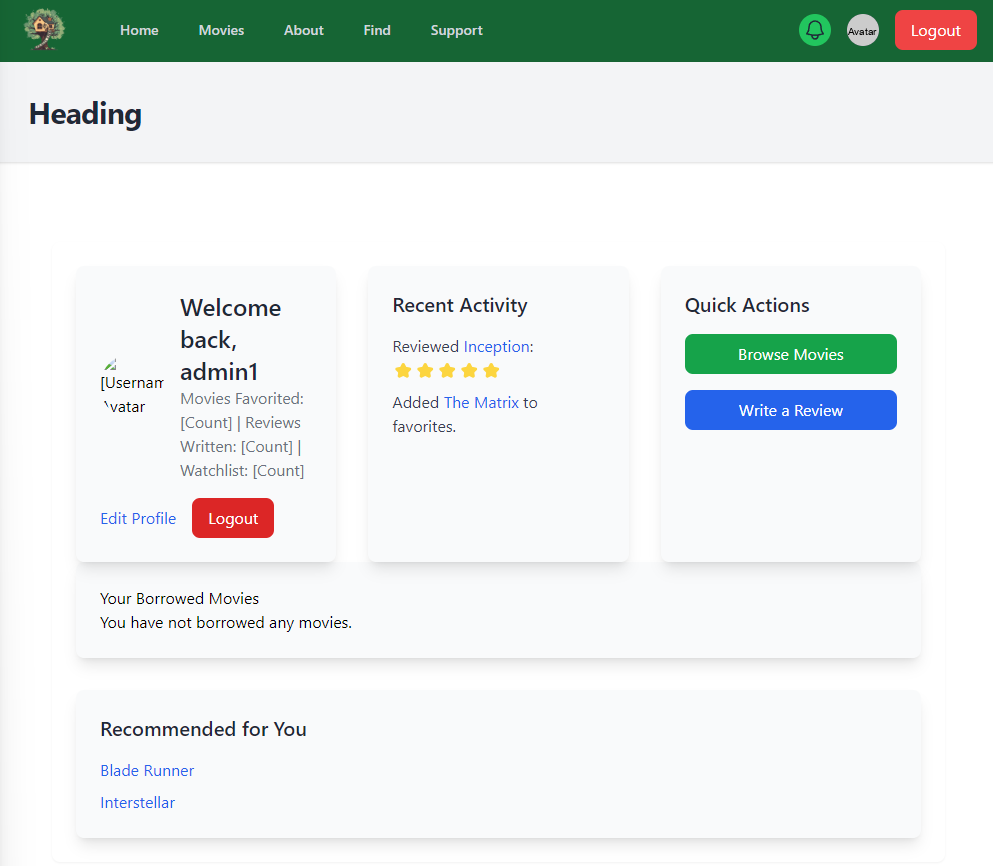 Home Movies About Find Support Avatar Logout
Heading
Welcome
back,
admin1
[Usernam
Avatar
Movies Favorited:
[Count] | Reviews
Written: [Count] |
Watchlist: [Count]
Edit Profile Logout
Recent Activity
Reviewed Inception:
Added The Matrix to
favorites.
Quick Actions
Browse Movies
Write a Review
Your Borrowed Movies
You have not borrowed any movies.
Recommended for You
Blade Runner
Interstellar